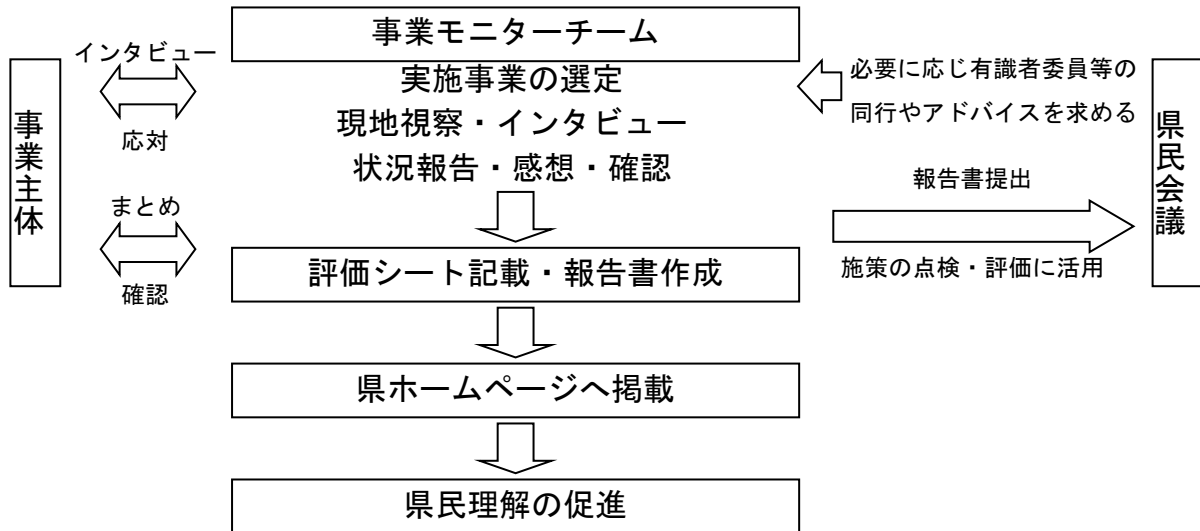 事業モニターチーム
インタビュー
実施事業の選定
必要に応じ有識者委員等の
同行やアドバイスを求める
事業主体
応対
現地視察・インタビュー
県民会議
状況報告・感想・確認
報告書提出
まとめ
評価シート記載・報告書作成
施策の点検・評価に活用
確認
県ホームページへ掲載
県民理解の促進